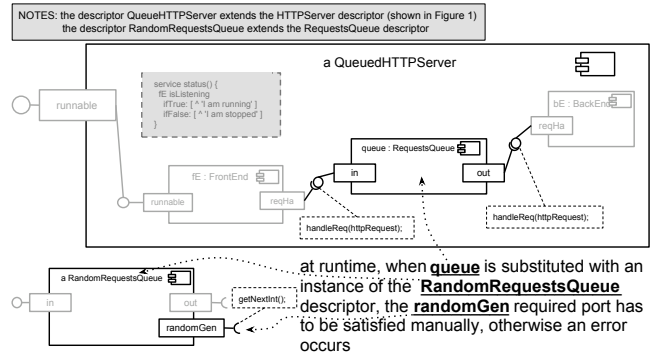 NOTES: the descriptor QueueHTTPServer extends the HTTPServer descriptor (shown in Figure 1)
the descriptor RandomRequestsQueue extends the RequestsQueue descriptor
a QueuedHTTPServer
service status() {
fE isListening
ifTrue: [ ^ 'I am running' ]
ifFalse: [ ^ 'I am stopped' ]
}
runnable
bE : BackEnd
reqHa
queue : RequestsQueue
in
out
fE : FrontEnd
runnable
reqHa
handleReq(httpRequest);
handleReq(httpRequest);
a RandomRequestsQueue
in
out
getNextInt();
randomGen
at runtime, when queue is substituted with an
instance of the RandomRequestsQueue
descriptor, the randomGen required port has
to be satisfied manually, otherwise an error
occurs